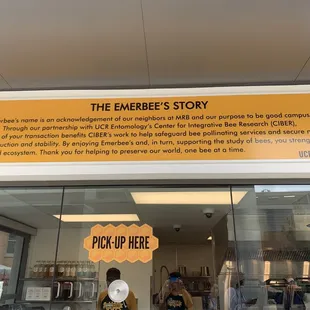 THE EMERBEE'S STORY
erbee's name is an acknowledgement of our neighbors at MRB and our purpose to be good campus
Through our partnership with UCR Entomology's Center for Integrative Bee Research (CIBER),
of your transaction benefits CIBER's work to help safeguard bee pollinating services and secure
uction and stability. By enjoying Emerbee's and, in turn, supporting the study of bees, you
ecosystem. Thank you for helping to preserve our world, one bee at a time.
UCR
PICK-UP HERE